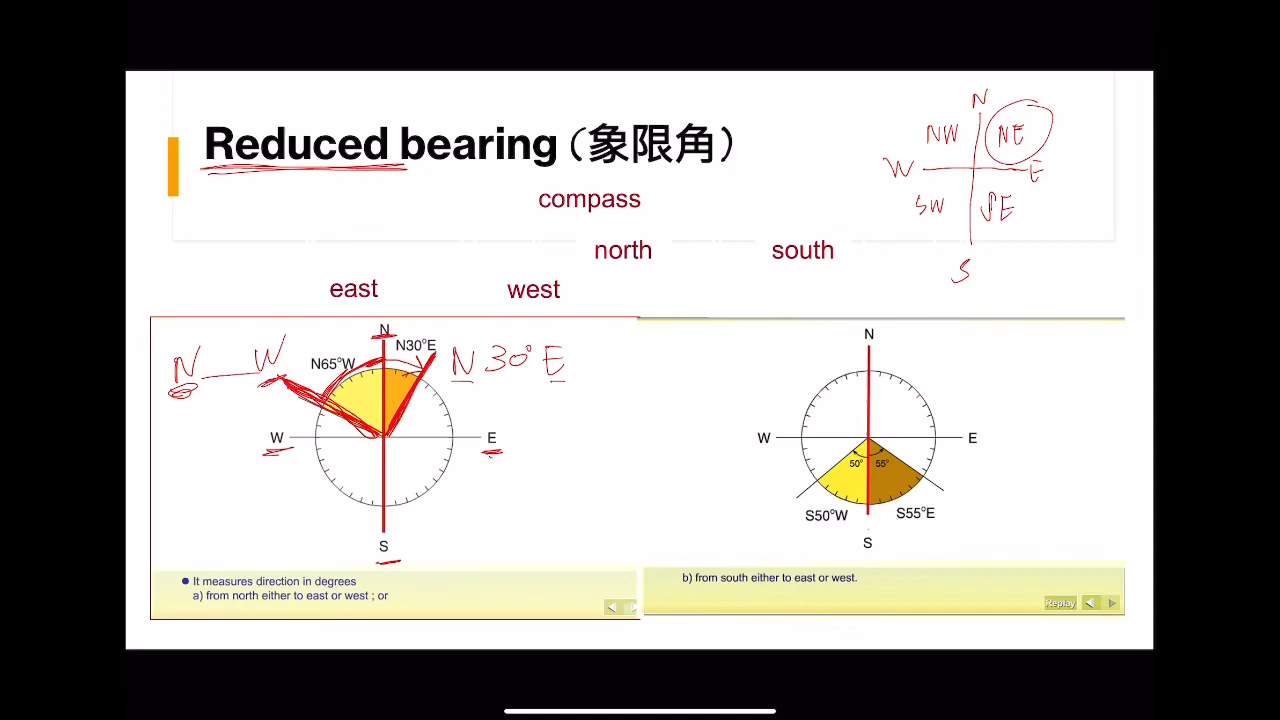 Reduced bearing (象限角)
compass
north south
east west
N
NW NE
W E
SW SE
S
N
N65°W N30°E
N W
N 30° E
W E
S
• It measures direction in degrees
a) from north either to east or west ; or
N
W E
50° 55°
S50°W S55°E
S
b) from south either to east or west.
Replay